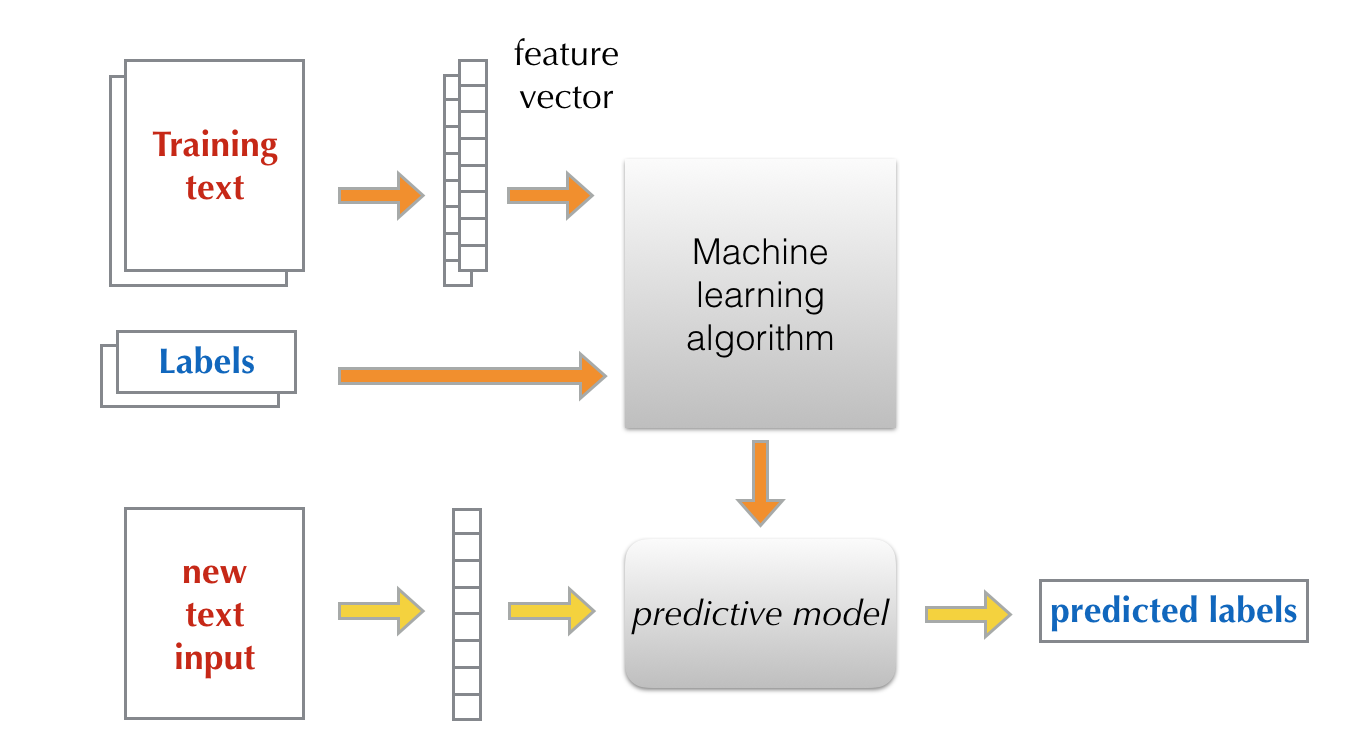 feature
vector
Training
text
Machine
learning
algorithm
Labels
new
text
input
predictive model
predicted labels